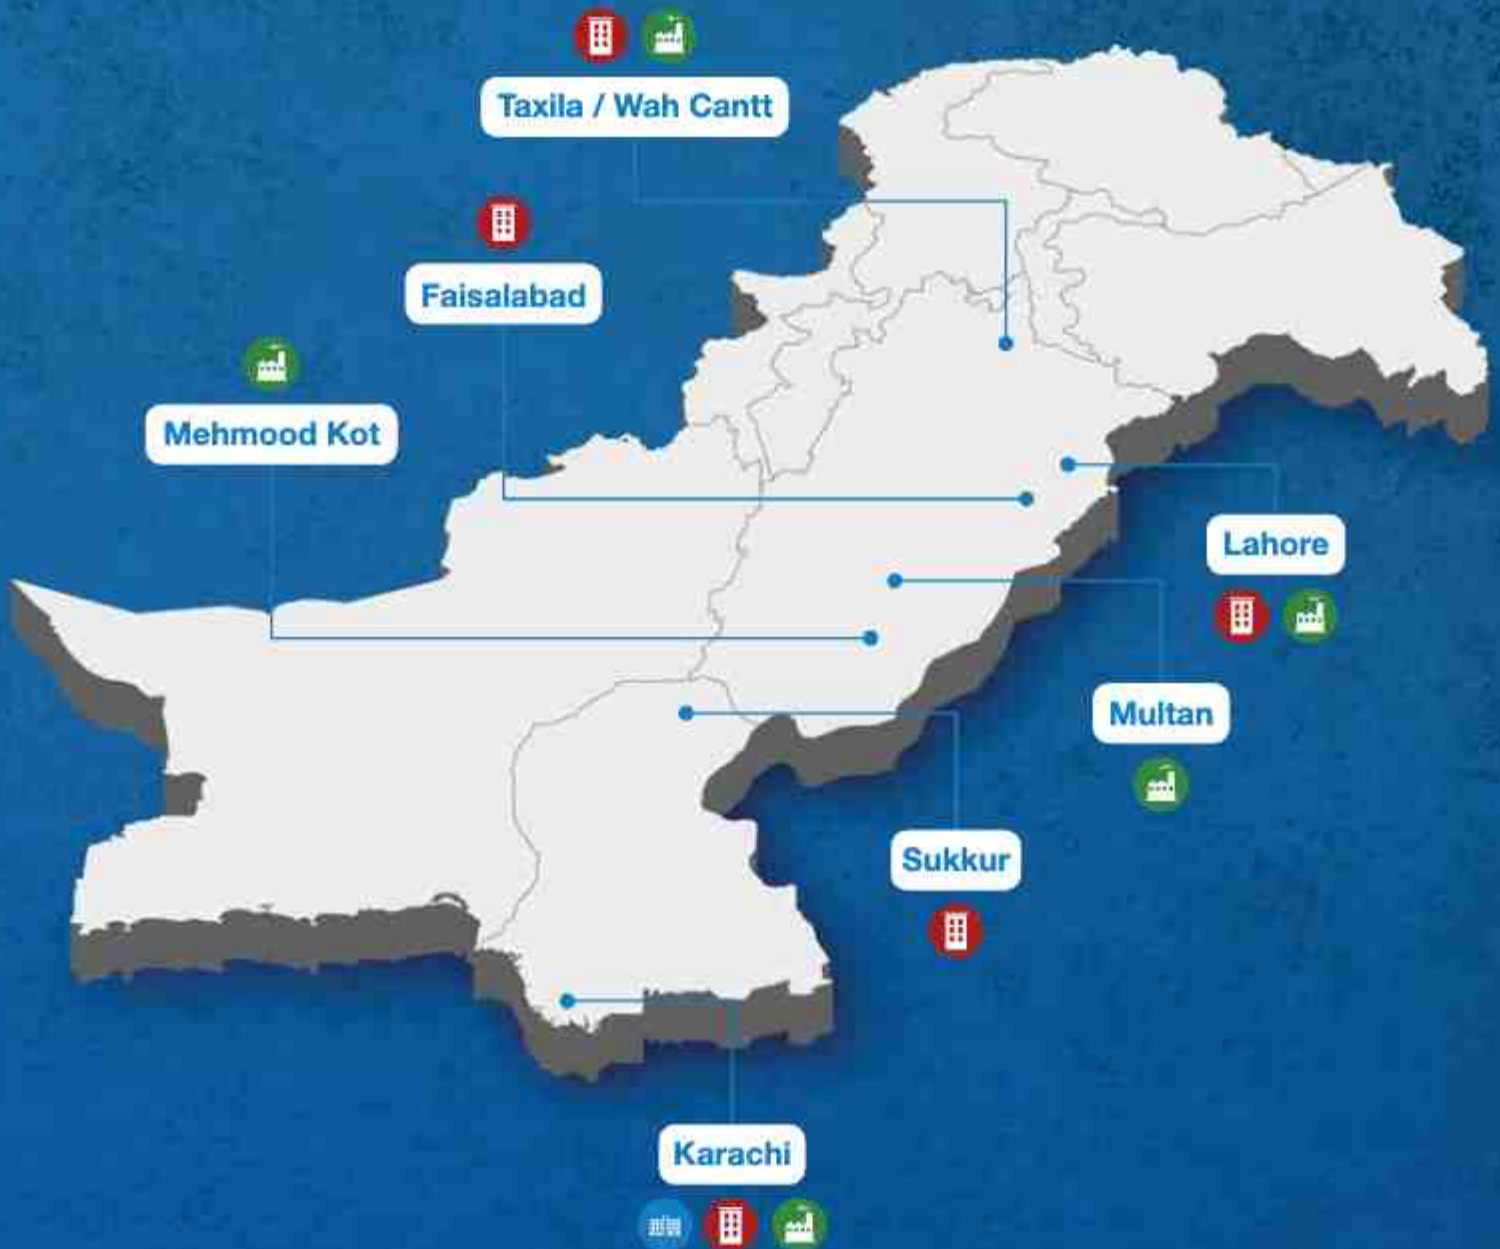 Taxila / Wah Cantt
Faisalabad
Mehmood Kot
Lahore
Multan
Sukkur
Karachi